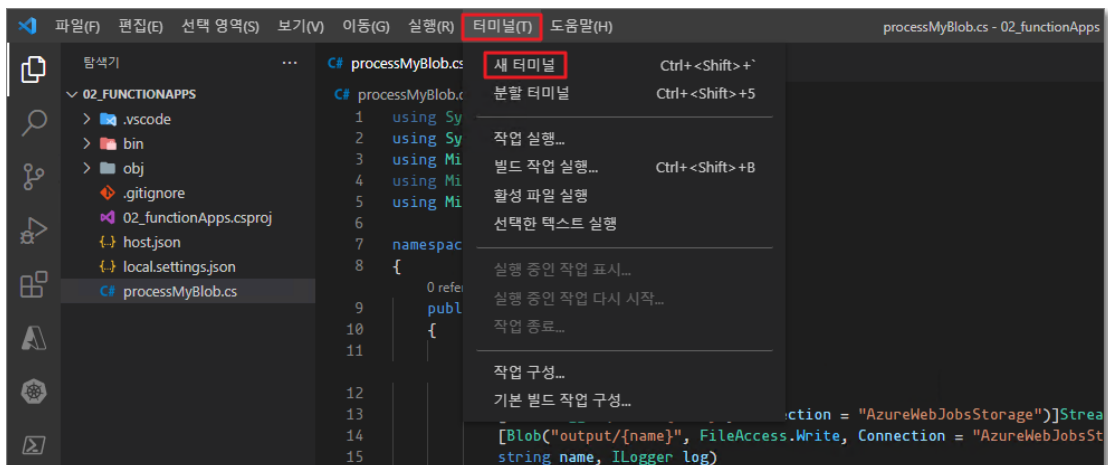 파일(F) 편집(E) 선택 영역(S) 보기(V) 이동(G) 실행(R) 터미널(T) 도움말(H) processMyBlob.cs - 02_functionApps
탐색기 ···
02_FUNCTIONAPPS
.vscode
bin
obj
.gitignore
02_functionApps.csproj
{..} host.json
{..} local.settings.json
C# processMyBlob.cs
C# processMyBlob.cs
C# processMyBlob.c
1 using Sy
2 using Sy
3 using Mi
4 using Mi
5 using Mi
6
7 namespac
8 {
0 refe
9 publ
10 {
11
12
13 ction = "AzureWebJobsStorage")]Strea
14 [Blob("output/{name}", FileAccess.Write, Connection = "AzureWebJobsSt
15 string name, ILogger log)
새 터미널 Ctrl+<Shift>+`
분할 터미널 Ctrl+<Shift>+5
작업 실행...
빌드 작업 실행... Ctrl+<Shift>+B
활성 파일 실행
선택한 텍스트 실행
실행 중인 작업 표시...
실행 중인 작업 다시 시작...
작업 종료...
작업 구성...
기본 빌드 작업 구성...